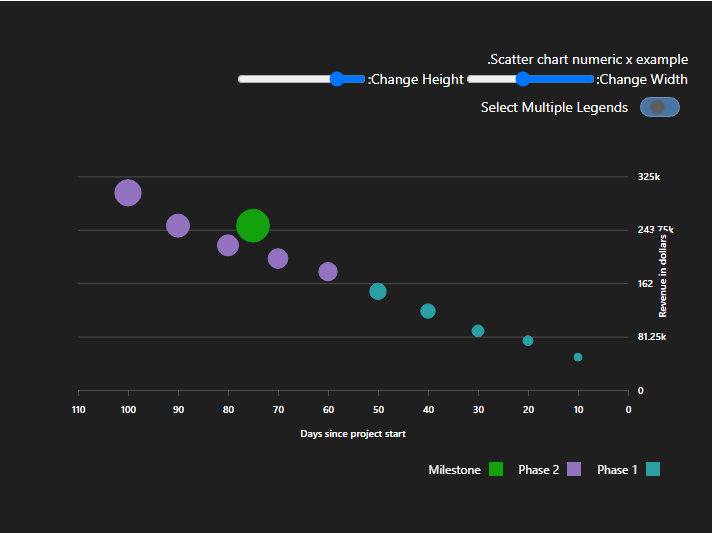 .Scatter chart numeric x example
:Change Height :Change Width
Select Multiple Legends
325k
243.75k
162
81.25k
0
Revenue in dollars
110 100 90 80 70 60 50 40 30 20 10 0
Days since project start
Milestone Phase 2 Phase 1